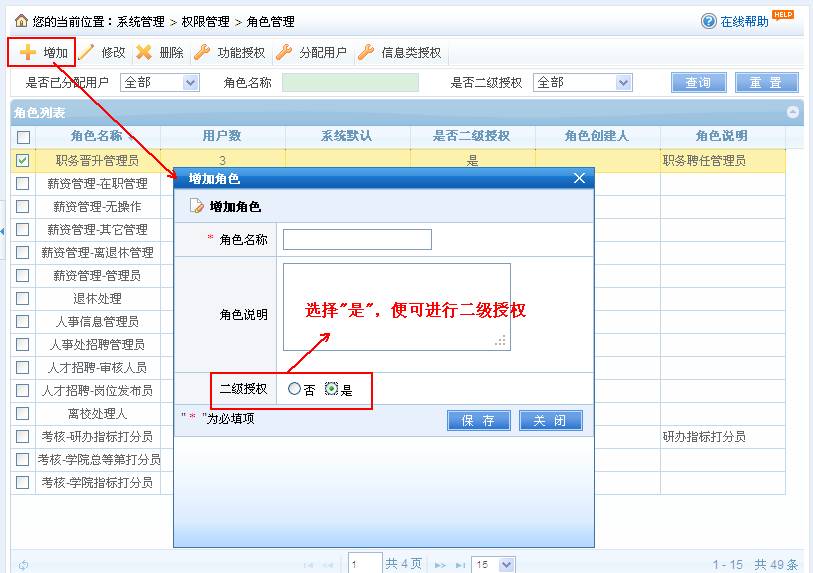 您的当前位置：系统管理 > 权限管理 > 角色管理 在线帮助 HELP
增加 修改 删除 功能授权 分配用户 信息类授权
是否已分配用户 全部 角色名称 是否二级授权 全部 查询 重置
角色列表
角色名称 用户数 系统默认 是否二级授权 角色创建人 角色说明
职务晋升管理员 3 是 职务聘任管理员
薪资管理-在职管理
增加角色
薪资管理-无操作
增加角色
薪资管理-其它管理
* 角色名称
薪资管理-离退休管理
薪资管理-管理员
退休处理
角色说明
选择"是"，便可进行二级授权
人事信息管理员
人事处招聘管理员
人才招聘-审核人员
人才招聘-岗位发布员
二级授权 否 是
离校处理人
" * "为必填项 保存 关闭
考核-研办指标打分员 研办指标打分员
考核-学院总等第打分员
考核-学院指标打分员
1 共 4 页 15 1 - 15 共 49 条